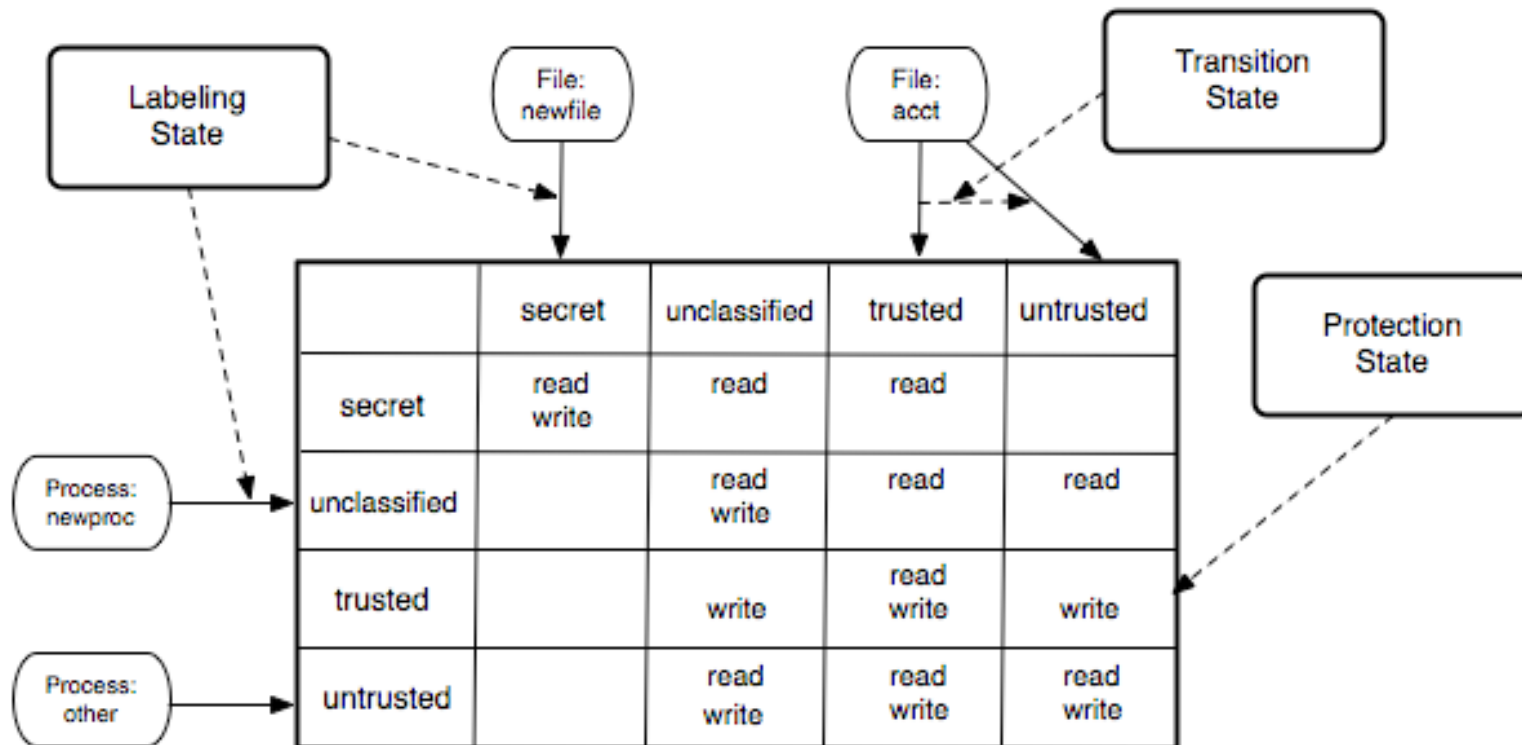 Labeling
State
File:
newfile
File:
acct
Transition
State
secret unclassified trusted untrusted
Protection
State
secret
read
write
read
read
Process:
newproc
unclassified
read
write
read
read
trusted
write
read
write
write
Process:
other
untrusted
read
write
read
write
read
write